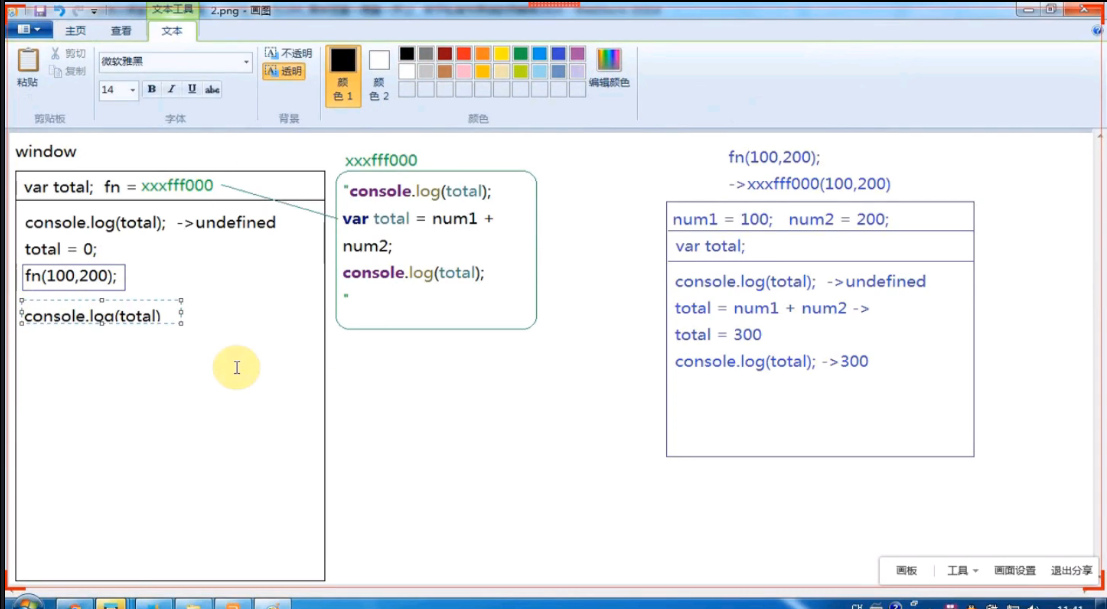 文本工具 2.png - 画图
主页 查看 文本
粘贴
剪切
复制
剪贴板
微软雅黑
14 B I U abc
字体
不透明
透明
背景
颜色 1
颜色 2
编辑颜色
颜色
window
var total; fn = xxxfff000
console.log(total); ->undefined
total = 0;
fn(100,200);
console.log(total)
xxxfff000
"console.log(total);
var total = num1 +
num2;
console.log(total);
"
fn(100,200);
->xxxfff000(100,200)
num1 = 100; num2 = 200;
var total;
console.log(total); ->undefined
total = num1 + num2 ->
total = 300
console.log(total); ->300
画板 工具 画面设置 退出分享
CH 11:41